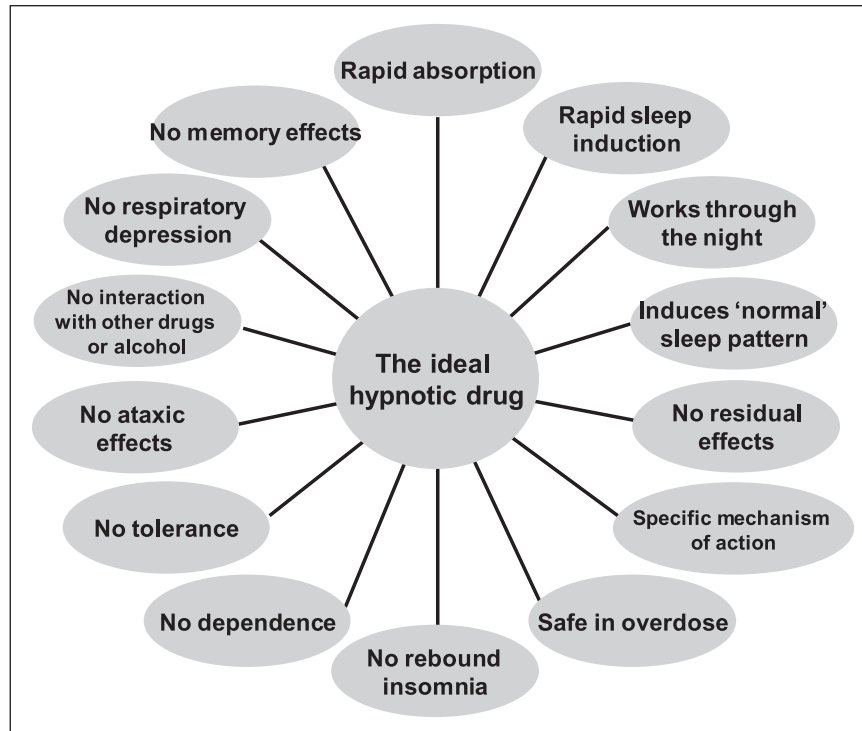 The ideal
hypnotic drug
Rapid absorption
Rapid sleep
induction
Works through
the night
Induces ‘normal’
sleep pattern
No residual
effects
Specific mechanism
of action
Safe in overdose
No rebound
insomnia
No dependence
No tolerance
No ataxic
effects
No interaction
with other drugs
or alcohol
No respiratory
depression
No memory effects